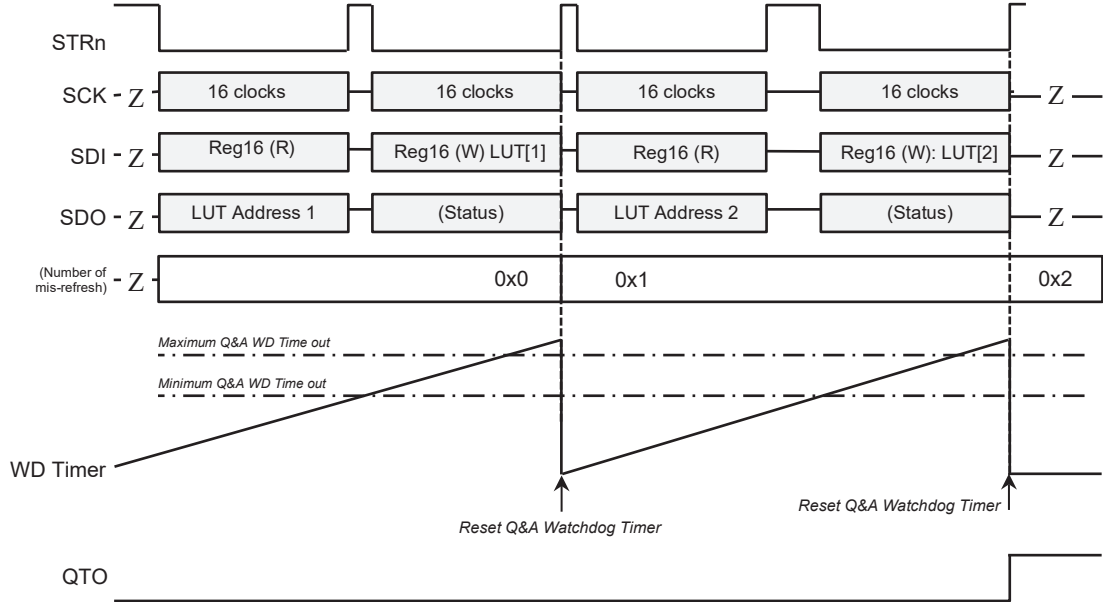 STRn
SCK Z 16 clocks 16 clocks 16 clocks 16 clocks Z
SDI Z Reg16 (R) Reg16 (W) LUT[1] Reg16 (R) Reg16 (W): LUT[2] Z
SDO Z LUT Address 1 (Status) LUT Address 2 (Status) Z
(Number of
mis-refresh) Z 0x0 0x1 0x2
Maximum Q&A WD Time out
Minimum Q&A WD Time out
WD Timer
Reset Q&A Watchdog Timer
Reset Q&A Watchdog Timer
QTO